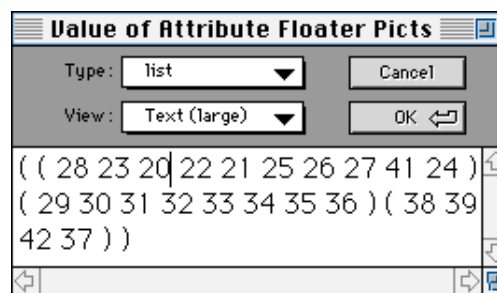 Value of Attribute Floater Picts
Type: list
Cancel
View: Text (large)
OK
( ( 28 23 20 22 21 25 26 27 41 24 )
( 29 30 31 32 33 34 35 36 ) ( 38 39
42 37 ) )